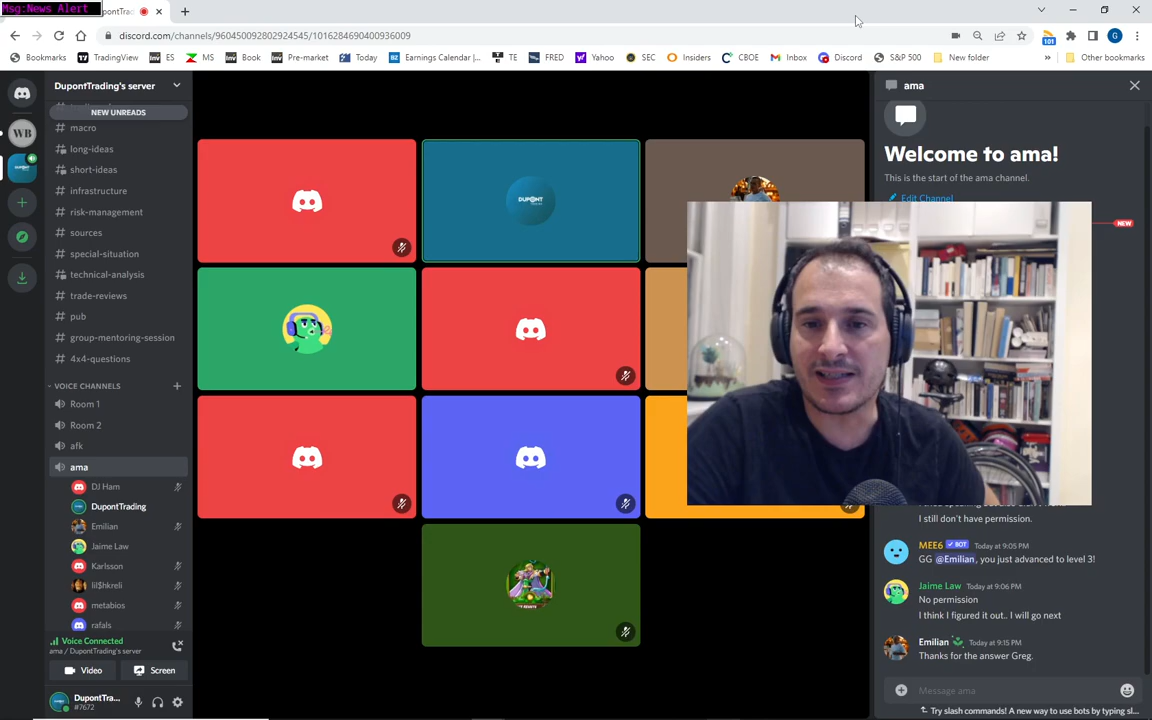 Msg:News Alert
DupontTradin
discord.com/channels/960450092802924545/1016284690400936009
101
G
Bookmarks
TradingView
ES
MS
Book
Pre-market
Today
Earnings Calendar |...
TE
FRED
Yahoo
SEC
Insiders
CBOE
Inbox
Discord
S&P 500
New folder
»
Other bookmarks
DupontTrading's server
NEW UNREADS
# macro
long-ideas
short-ideas
# infrastructure
# risk-management
# sources
# special-situation
technical-analysis
# trade-reviews
# pub
# group-mentoring-session
# 4x4-questions
VOICE CHANNELS
Room 1
Room 2
afk
ama
DJ Ham
DupontTrading
Emilian
Jaime Law
Karlsson
lil$hkreli
metabios
rafals
Voice Connected
ama / DupontTrading's server
Video
Screen
DupontTra...
#7672
WB
DUPONT
DUPONT
ama
Welcome to ama!
This is the start of the ama channel.
Edit Channel
NEW
I still don't have permission.
MEE6 BOT Today at 9:05 PM
GG @Emilian, you just advanced to level 3!
Jaime Law Today at 9:06 PM
No permission
I think I figured it out.. I will go next
Emilian Today at 9:15 PM
Thanks for the answer Greg.
Message ama
Try slash commands! A new way to use bots by typing sl...